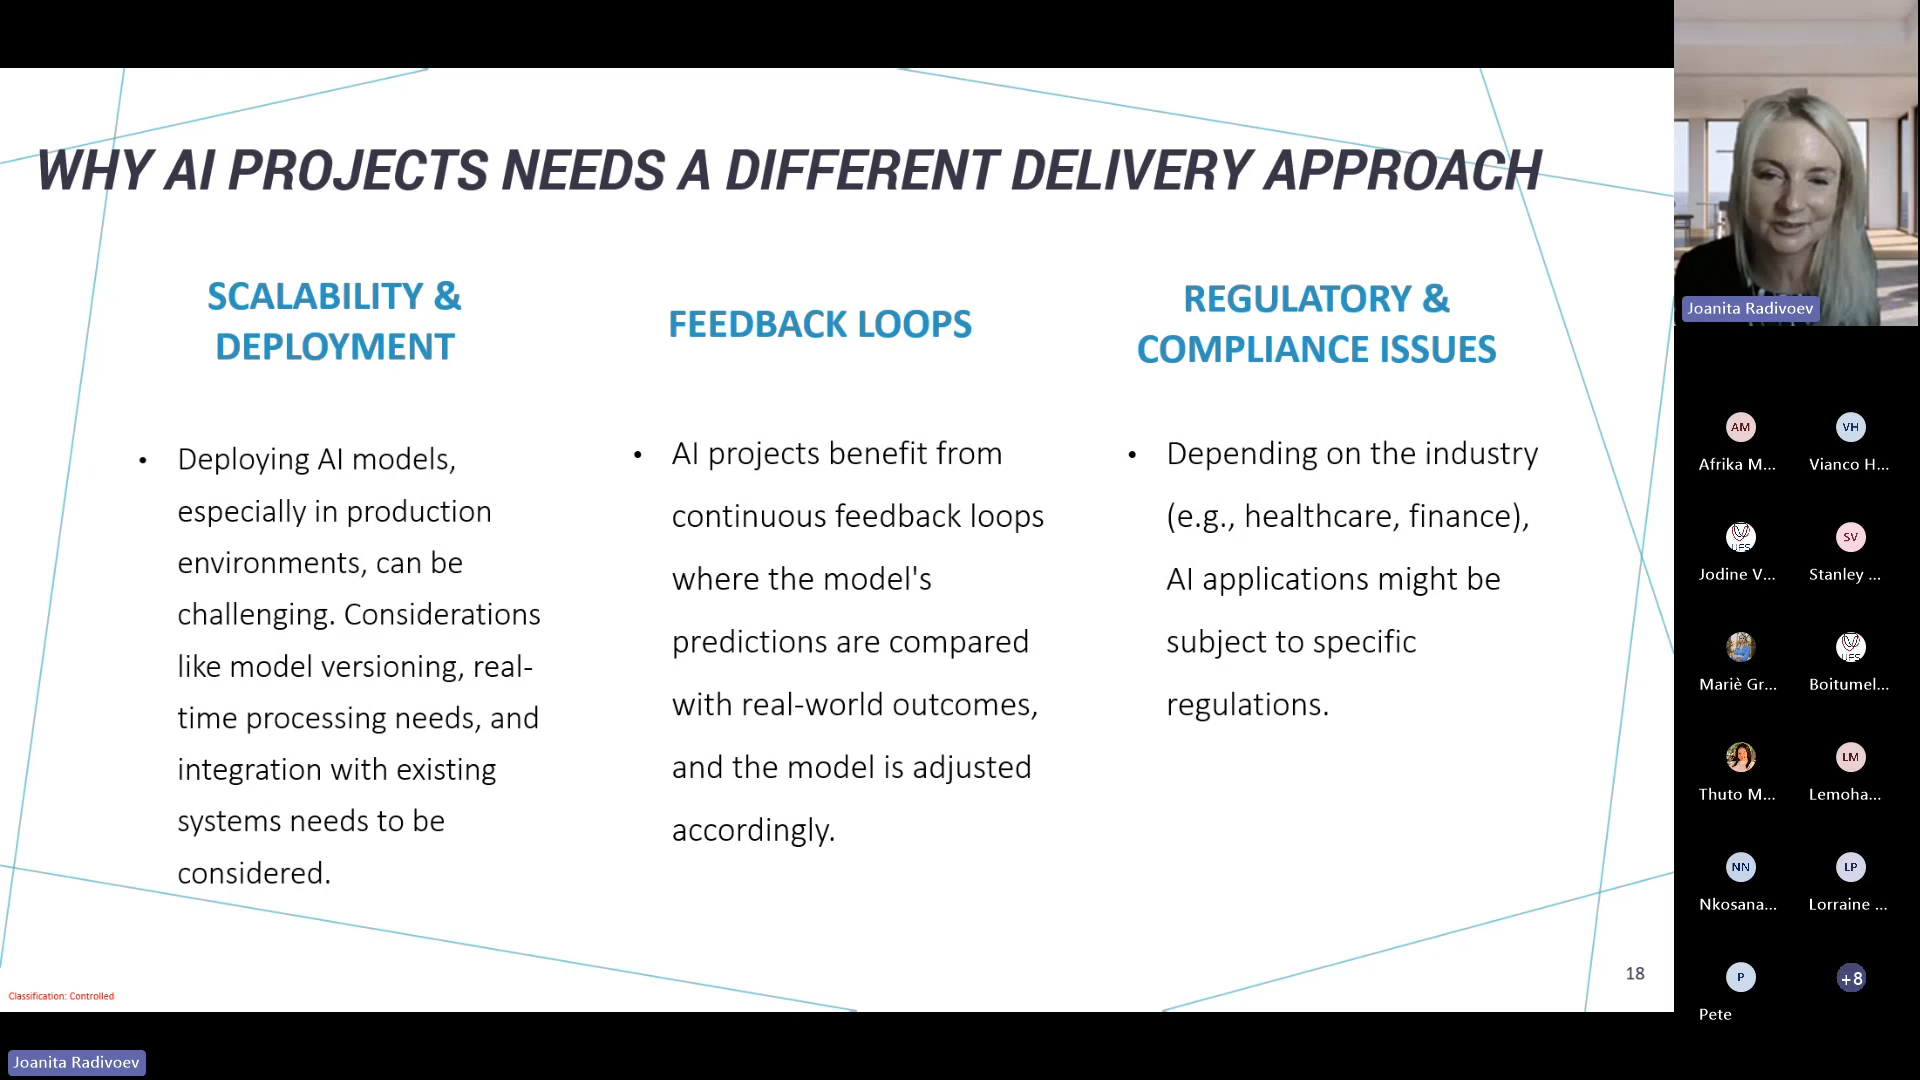 WHY AI PROJECTS NEEDS A DIFFERENT DELIVERY APPROACH
SCALABILITY &
DEPLOYMENT
• Deploying AI models,
especially in production
environments, can be
challenging. Considerations
like model versioning, real-
time processing needs, and
integration with existing
systems needs to be
considered.
FEEDBACK LOOPS
• AI projects benefit from
continuous feedback loops
where the model's
predictions are compared
with real-world outcomes,
and the model is adjusted
accordingly.
REGULATORY &
COMPLIANCE ISSUES
• Depending on the industry
(e.g., healthcare, finance),
AI applications might be
subject to specific
regulations.
18
Classification: Controlled
Joanita Radivoev
Joanita Radivoev
AM
Afrika M...
VH
Vianco H...
UFS
Jodine V...
SV
Stanley ...
Mariè Gr...
UFS
Boitumel...
Thuto M...
LM
Lemoha...
NN
Nkosana...
LP
Lorraine ...
P
Pete
+8